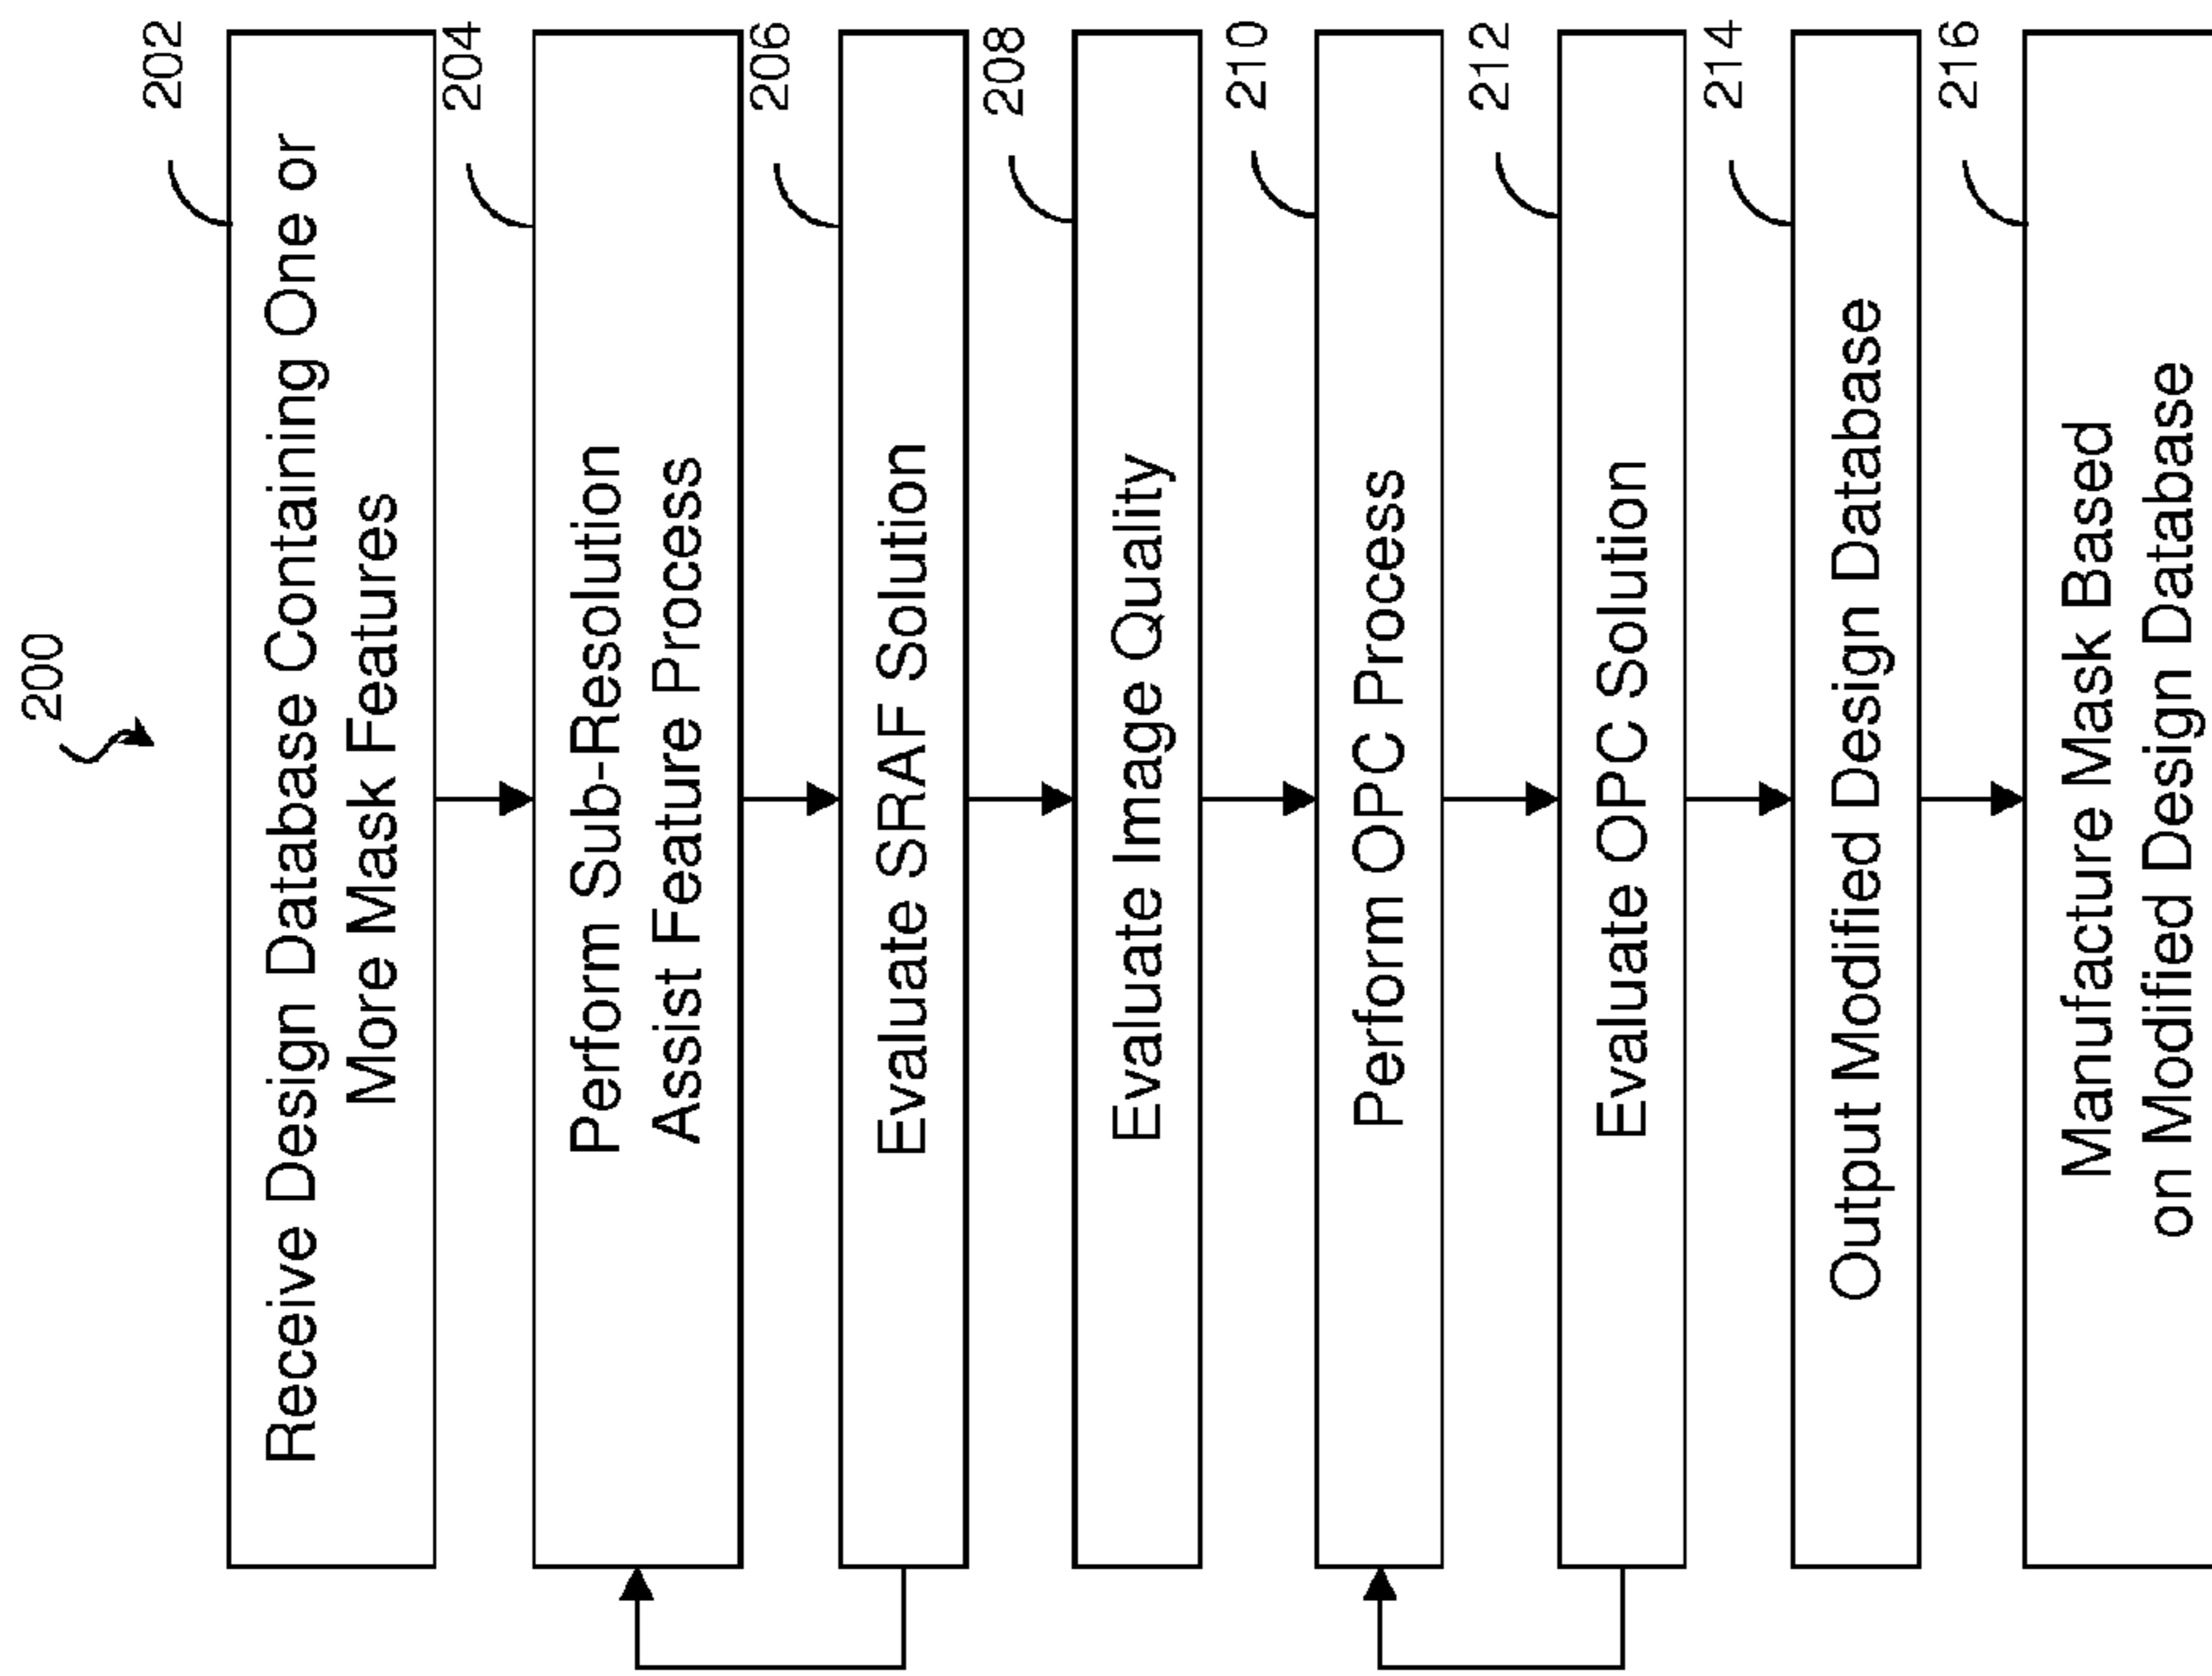 200
202
Receive Design Database Containing One or
More Mask Features
204
Perform Sub-Resolution
Assist Feature Process
206
Evaluate SRAF Solution
208
Evaluate Image Quality
210
Perform OPC Process
212
Evaluate OPC Solution
214
Output Modified Design Database
216
Manufacture Mask Based
on Modified Design Database